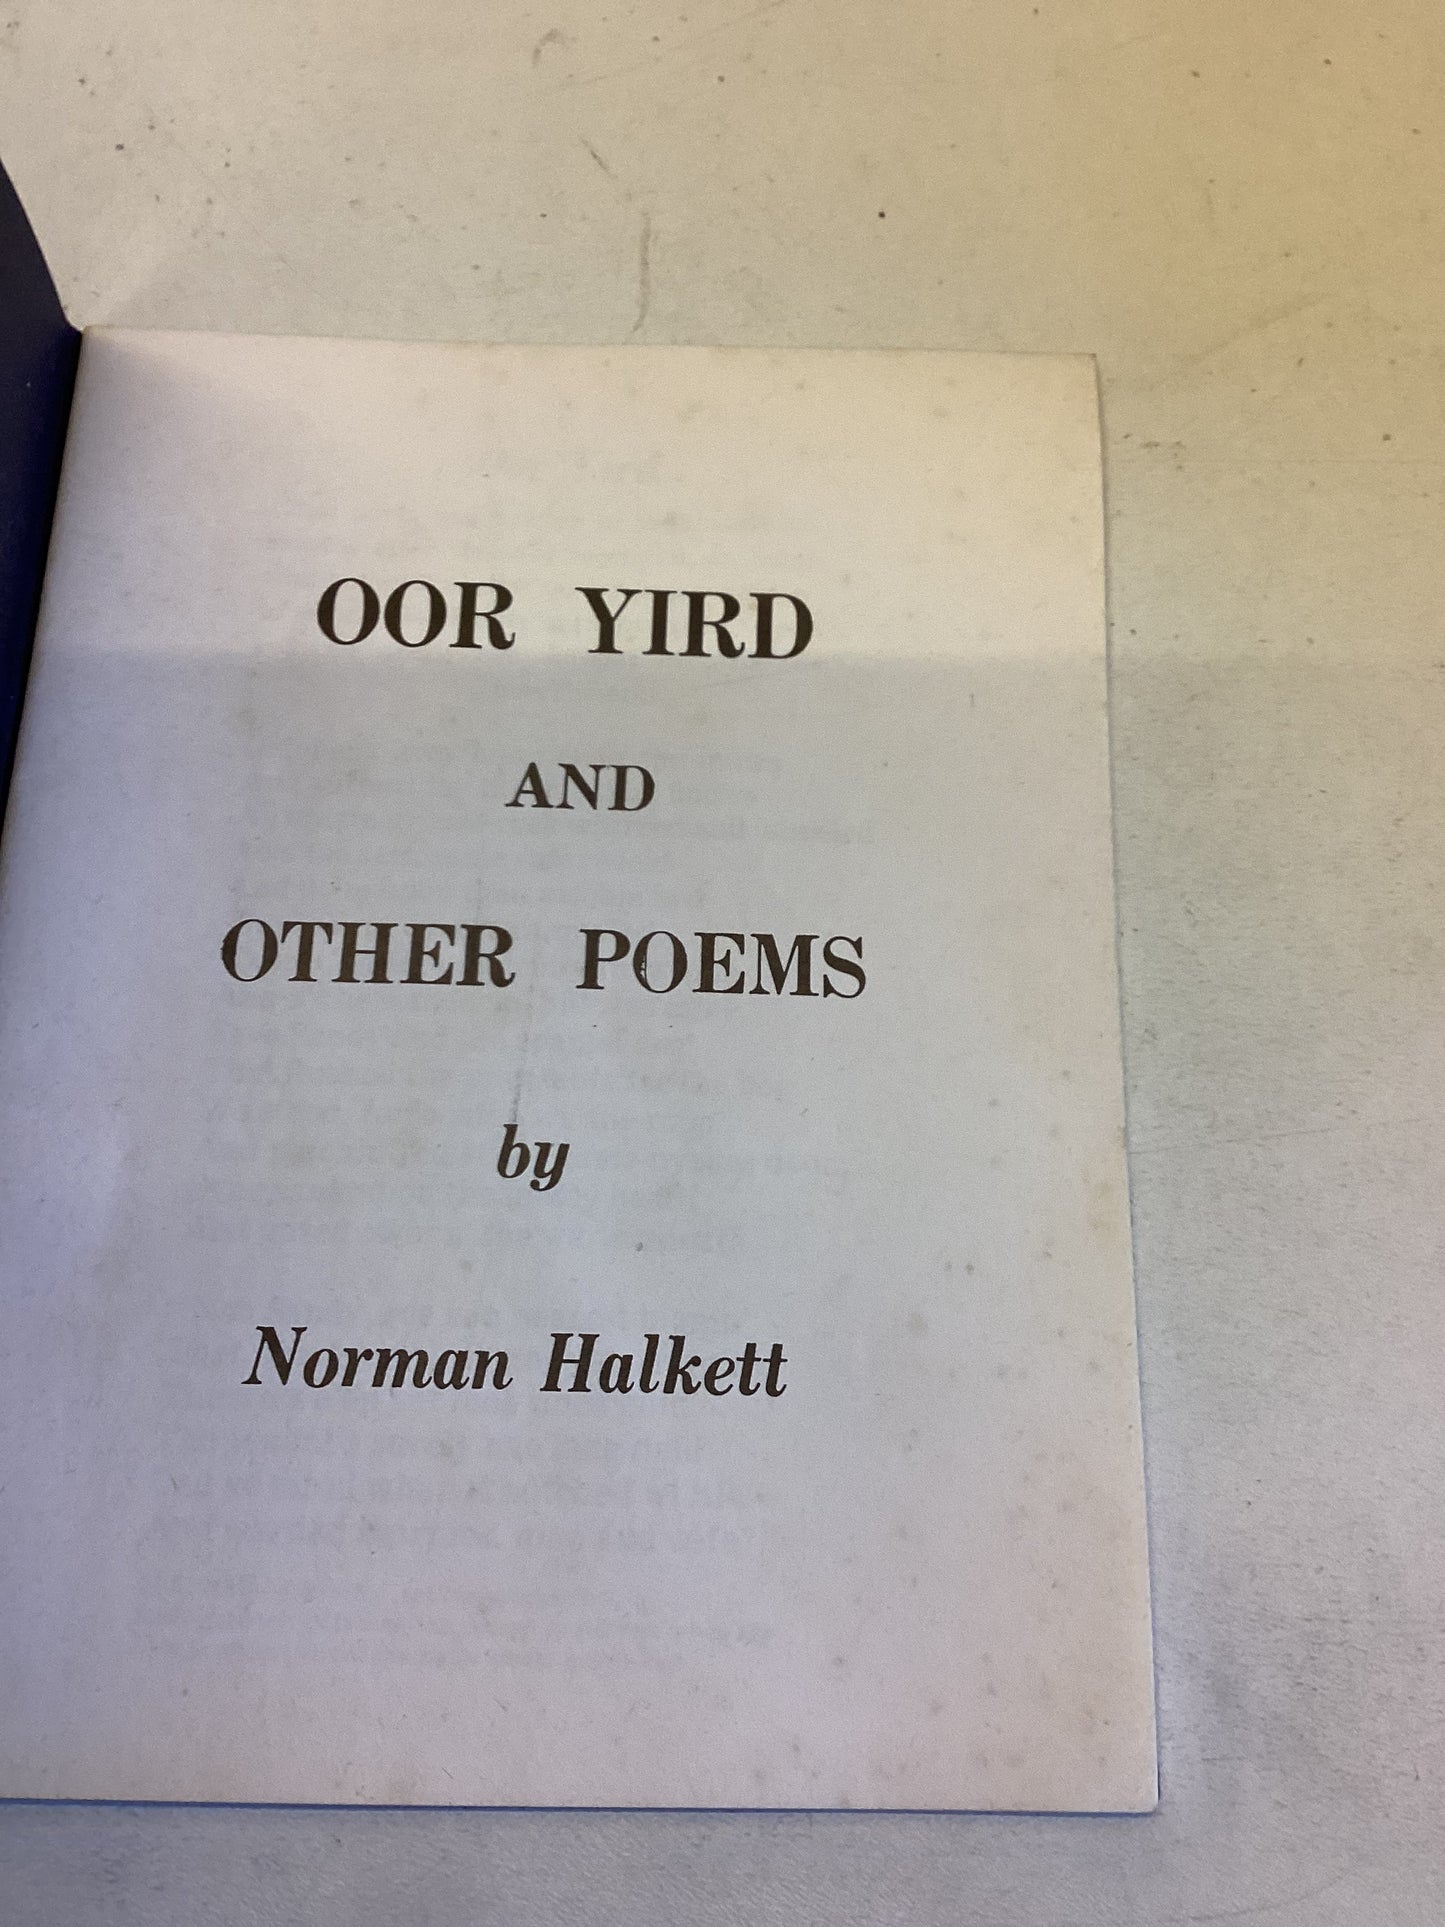 OOR YIRD
AND
OTHER POEMS
by
Norman Halkett